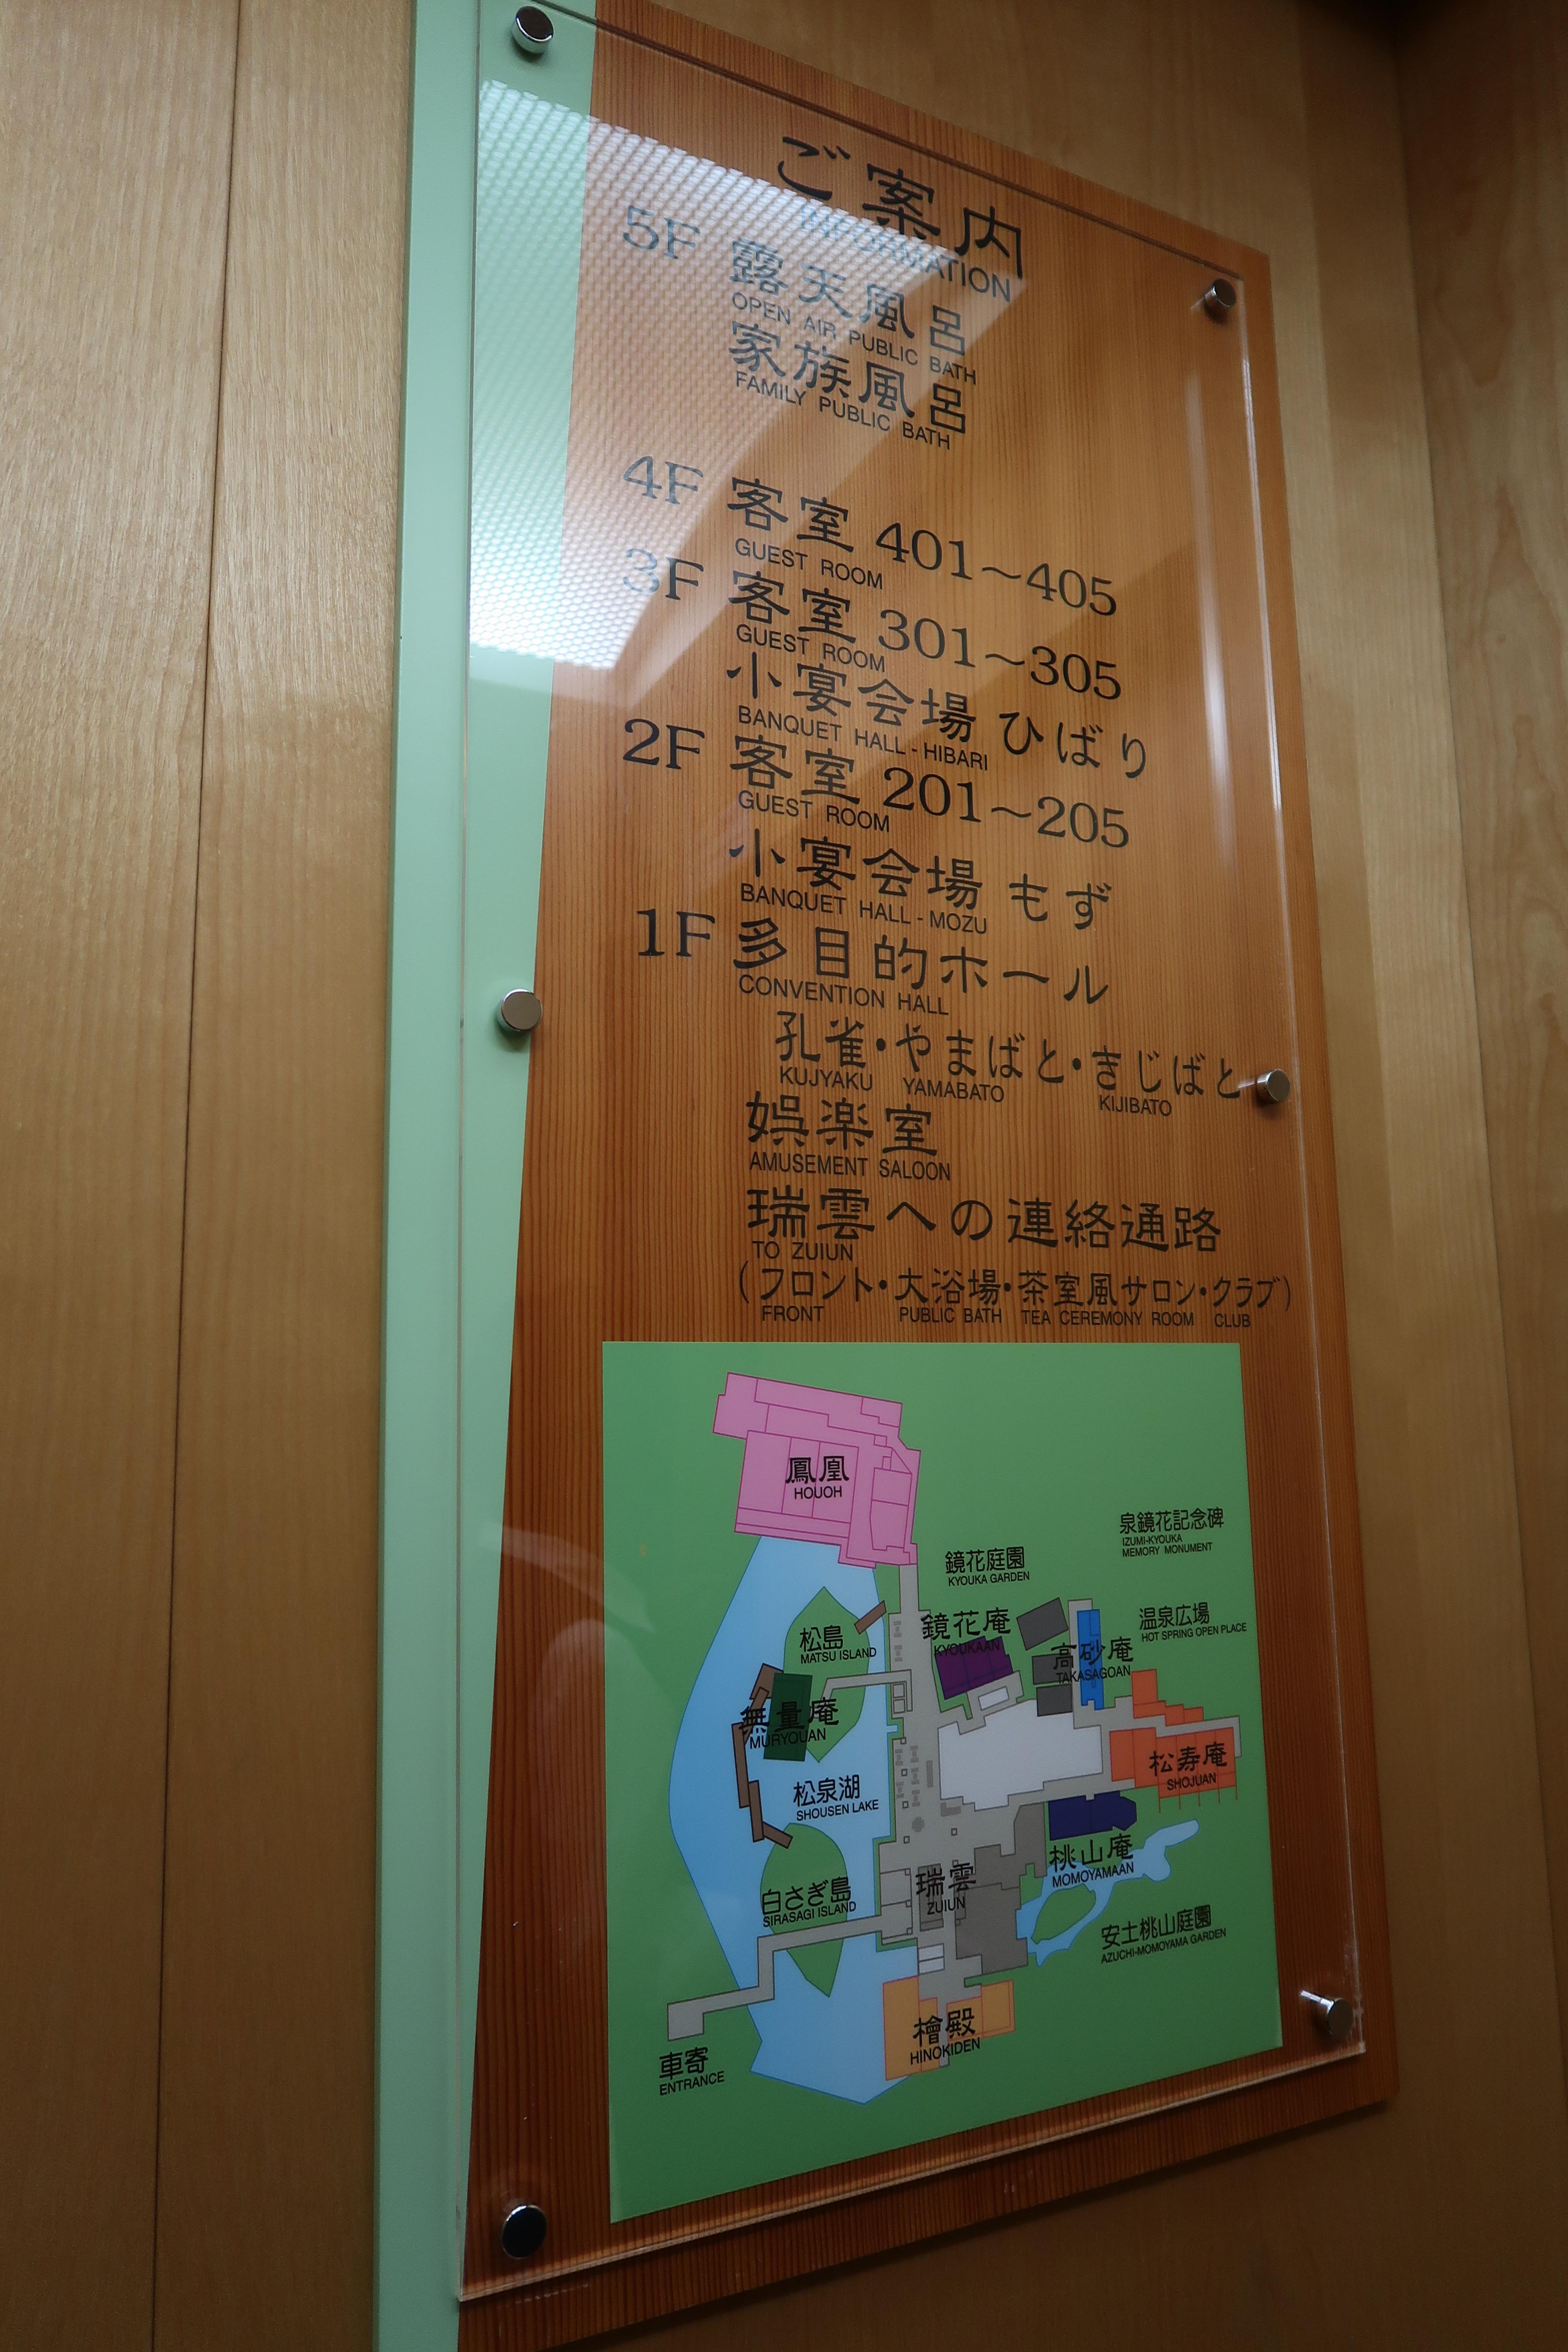 ご案内
INFORMATION
5F 露天風呂
OPEN AIR PUBLIC BATH
家族風呂
FAMILY PUBLIC BATH
4F 客室 401～405
GUEST ROOM
3F 客室 301～305
GUEST ROOM
小宴会場 ひばり
BANQUET HALL - HIBARI
2F 客室 201～205
GUEST ROOM
小宴会場 もず
BANQUET HALL - MOZU
1F 多目的ホール
CONVENTION HALL
孔雀・やまばと・きじばと
KUJYAKU YAMABATO KIJIBATO
娯楽室
AMUSEMENT SALOON
瑞雲への連絡通路
TO ZUIUN
(フロント・大浴場・茶室風サロン・クラブ)
FRONT PUBLIC BATH TEA CEREMONY ROOM CLUB
鳳凰
HOUOH
泉鏡花記念碑
IZUMI-KYOUKA
MEMORY MONUMENT
鏡花庭園
KYOUKA GARDEN
温泉広場
HOT SPRING OPEN PLACE
松島
MATSU ISLAND
鏡花庵
KYOUKAAN
高砂庵
TAKASAGOAN
無量庵
MURYOUAN
松寿庵
SHOJUAN
松泉湖
SHOUSEN LAKE
桃山庵
MOMOYAMAAN
白さぎ島
SIRASAGI ISLAND
瑞雲
ZUIUN
安土桃山庭園
AZUCHI-MOMOYAMA GARDEN
檜殿
HINOKIDEN
車寄
ENTRANCE